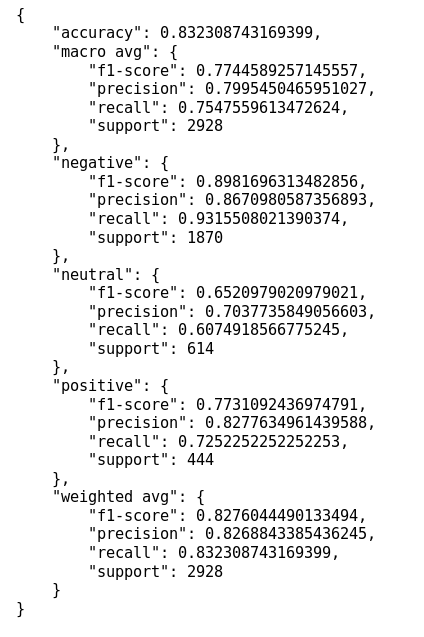 {
    "accuracy": 0.832308743169399,
    "macro avg": {
        "f1-score": 0.7744589257145557,
        "precision": 0.7995450465951027,
        "recall": 0.7547559613472624,
        "support": 2928
    },
    "negative": {
        "f1-score": 0.8981696313482856,
        "precision": 0.8670980587356893,
        "recall": 0.9315508021390374,
        "support": 1870
    },
    "neutral": {
        "f1-score": 0.6520979020979021,
        "precision": 0.7037735849056603,
        "recall": 0.6074918566775245,
        "support": 614
    },
    "positive": {
        "f1-score": 0.7731092436974791,
        "precision": 0.8277634961439588,
        "recall": 0.7252252252252253,
        "support": 444
    },
    "weighted avg": {
        "f1-score": 0.8276044490133494,
        "precision": 0.8268843385436245,
        "recall": 0.832308743169399,
        "support": 2928
    }
}